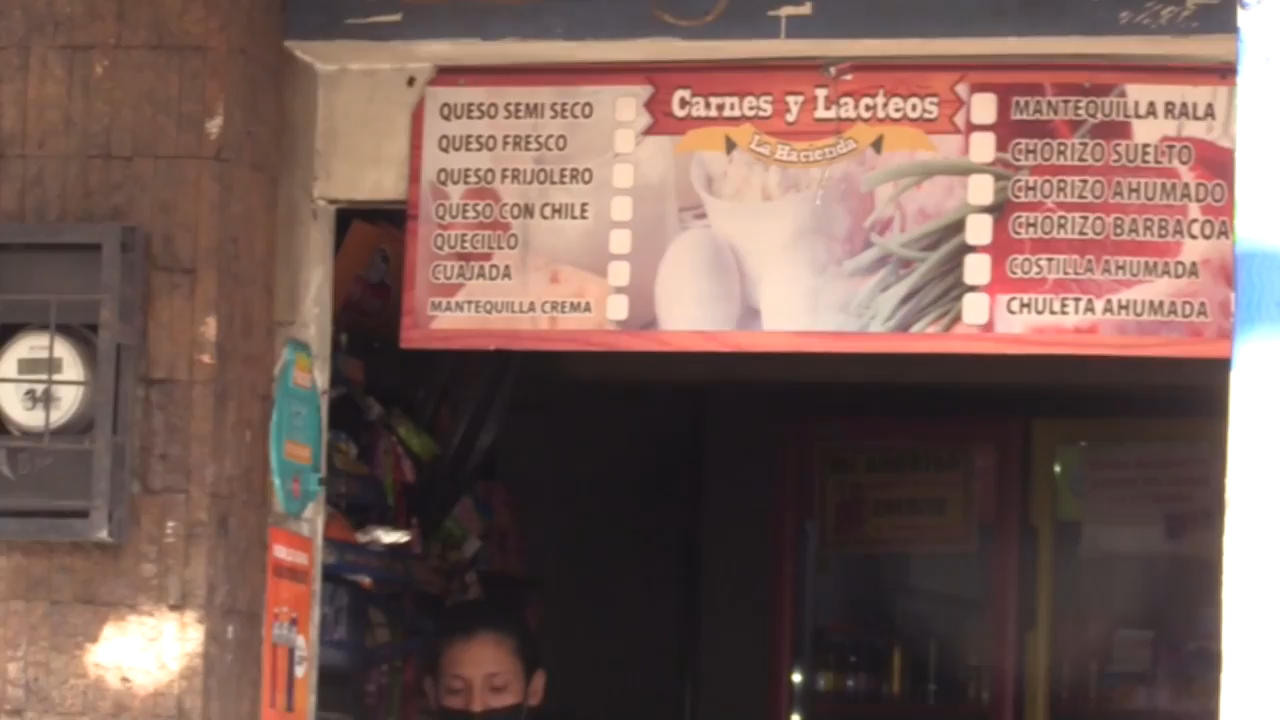 Carnes y Lacteos
La Hacienda
QUESO SEMI SECO
QUESO FRESCO
QUESO FRIJOLERO
QUESO CON CHILE
QUECILLO
CUAJADA
MANTEQUILLA CREMA
MANTEQUILLA RALA
CHORIZO SUELTO
CHORIZO AHUMADO
CHORIZO BARBACOA
COSTILLA AHUMADA
CHULETA AHUMADA